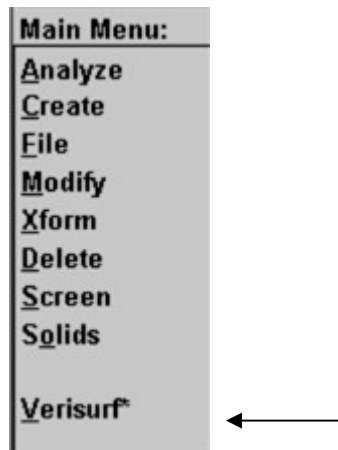 Main Menu:
Analyze
Create
File
Modify
Xform
Delete
Screen
Solids
Verisurf*